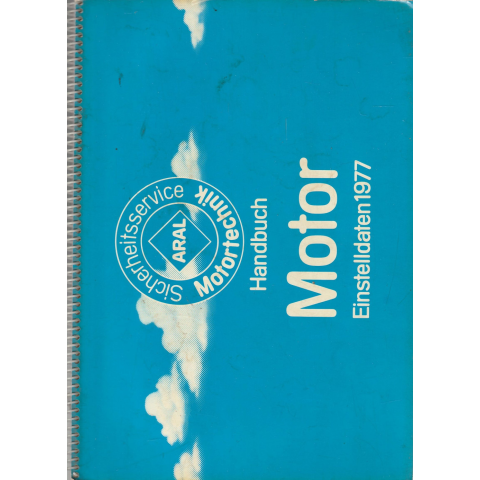 Sicherheitsservice
Motortechnik
ARAL
Handbuch
Motor
Einstelldaten 1977